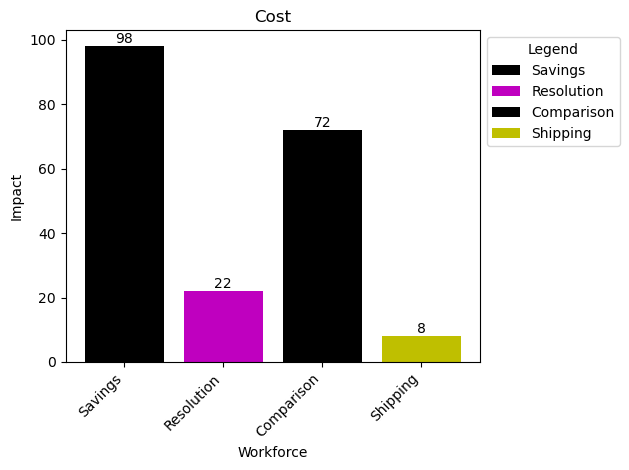 Cost
100
80
60
40
20
0
Impact
98
22
72
8
Savings
Resolution
Comparison
Shipping
Workforce
Legend
Savings
Resolution
Comparison
Shipping